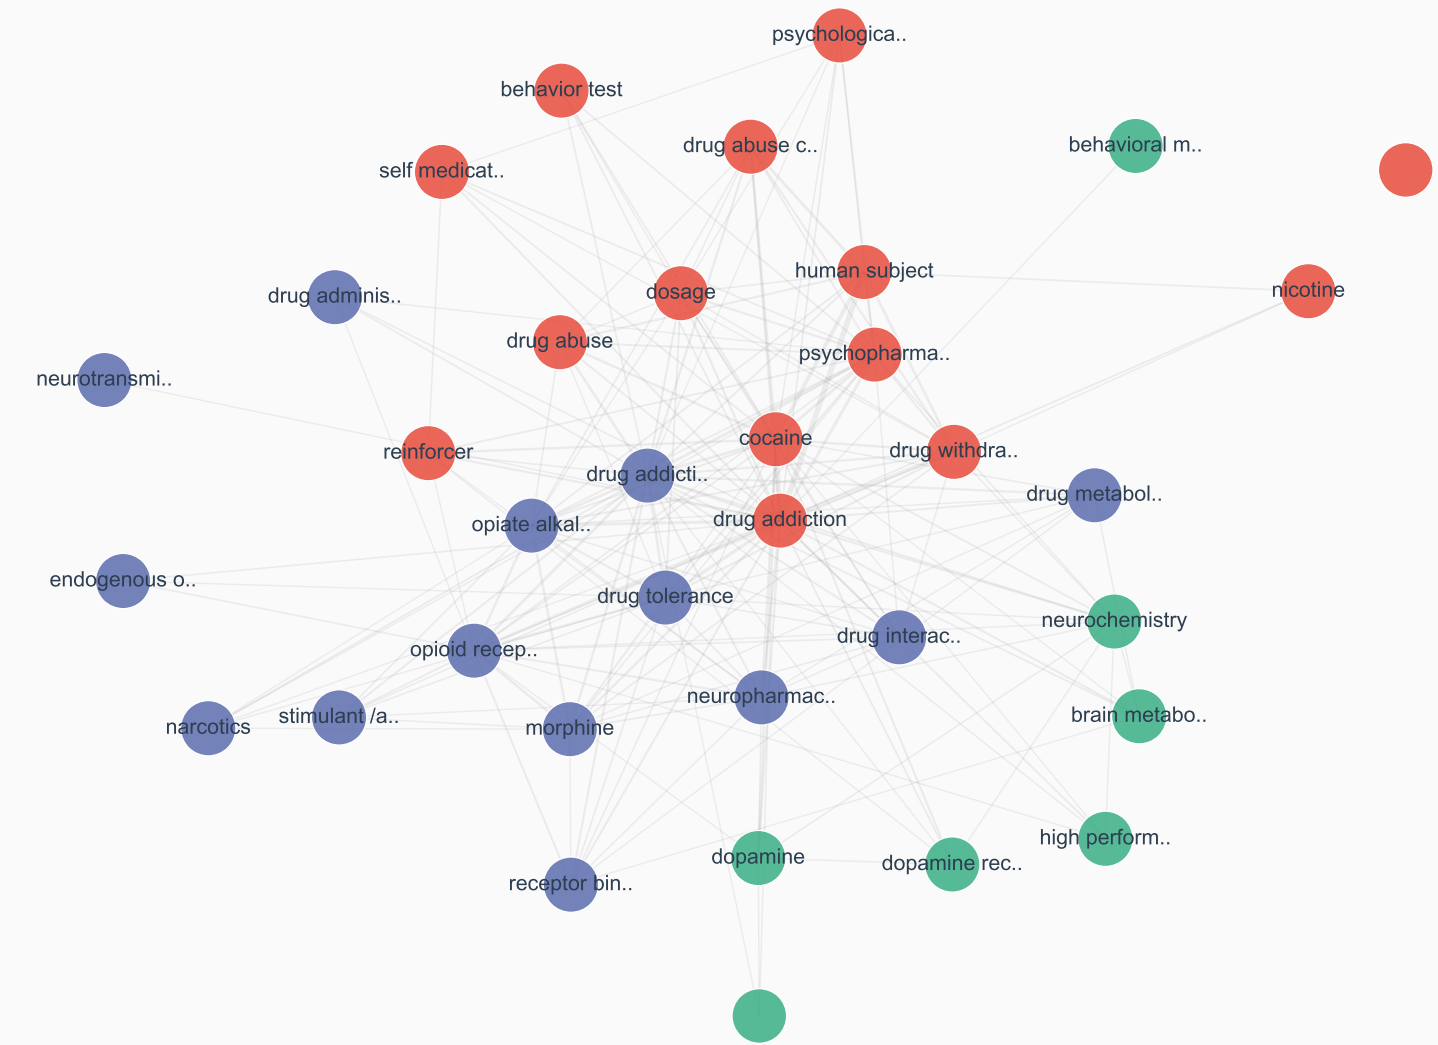 psychologica..
behavior test
drug abuse c..
behavioral m..
self medicat..
human subject
nicotine
dosage
drug adminis..
drug abuse
psychopharma..
neurotransmi..
cocaine
reinforcer
drug withdra..
drug addicti..
drug metabol..
drug addiction
opiate alkal..
endogenous o..
drug tolerance
neurochemistry
drug interac..
opioid recep..
neuropharmac..
stimulant /a..
brain metabo..
narcotics
morphine
high perform..
dopamine
dopamine rec..
receptor bin..